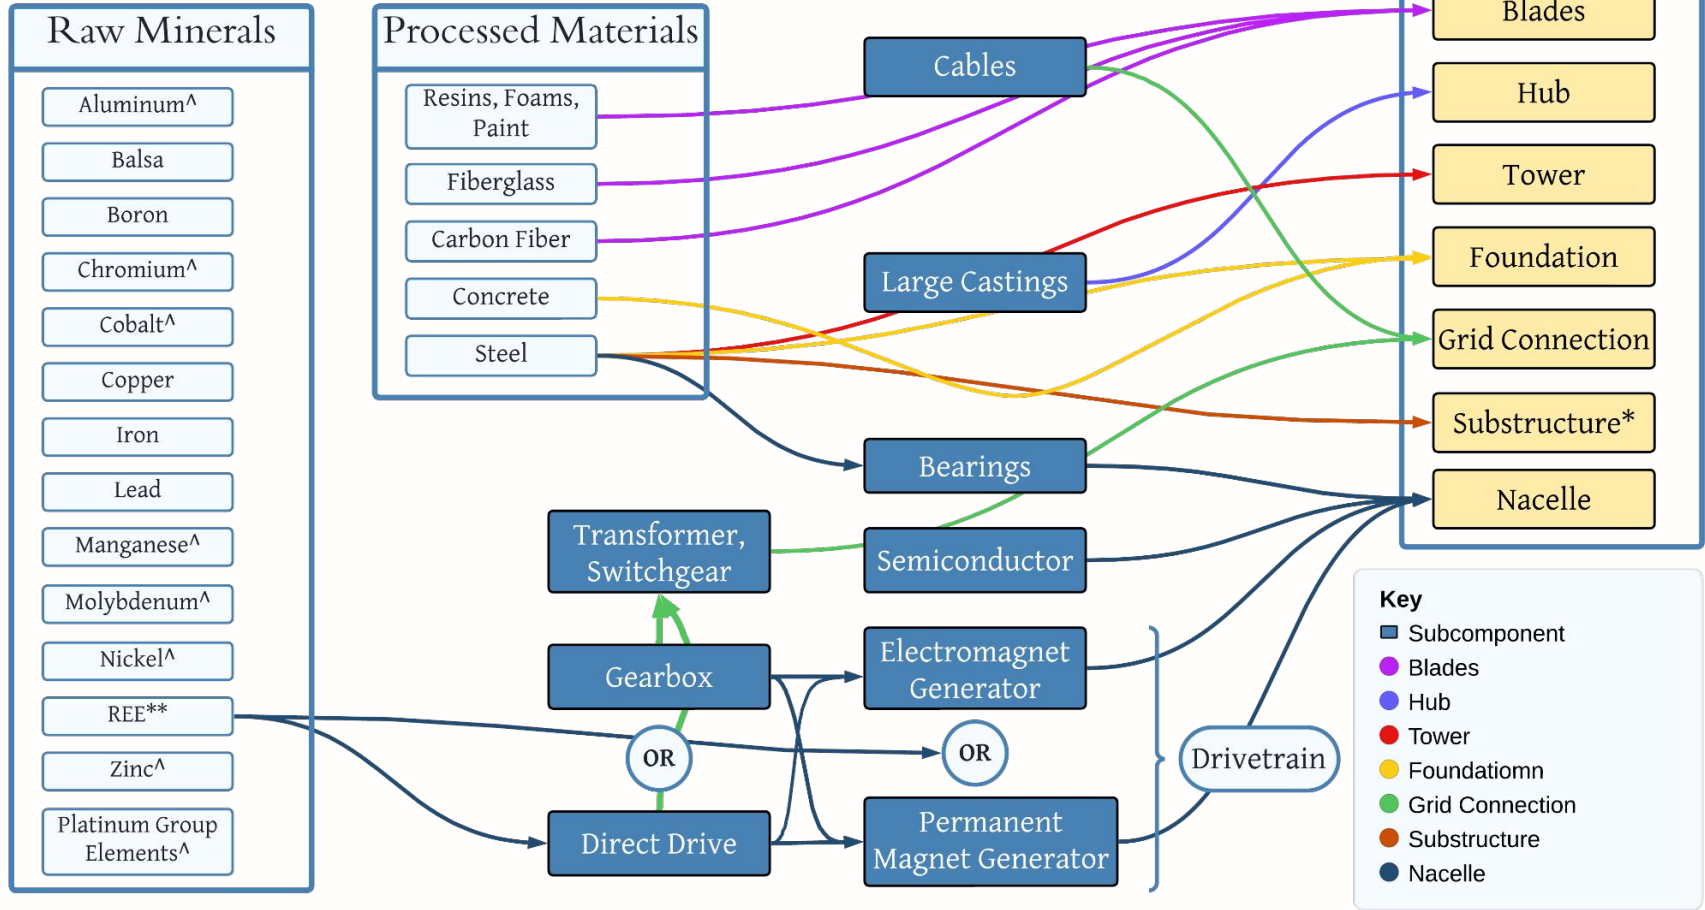 Raw Minerals
Aluminum^
Balsa
Boron
Chromium^
Cobalt^
Copper
Iron
Lead
Manganese^
Molybdenum^
Nickel^
REE**
Zinc^
Platinum Group
Elements^
Processed Materials
Resins, Foams,
Paint
Fiberglass
Carbon Fiber
Concrete
Steel
Transformer,
Switchgear
Gearbox
OR
Direct Drive
Cables
Large Castings
Bearings
Semiconductor
Electromagnet
Generator
OR
Permanent
Magnet Generator
Drivetrain
Blades
Hub
Tower
Foundation
Grid Connection
Substructure*
Nacelle
Key
Subcomponent
Blades
Hub
Tower
Foundatiomn
Grid Connection
Substructure
Nacelle